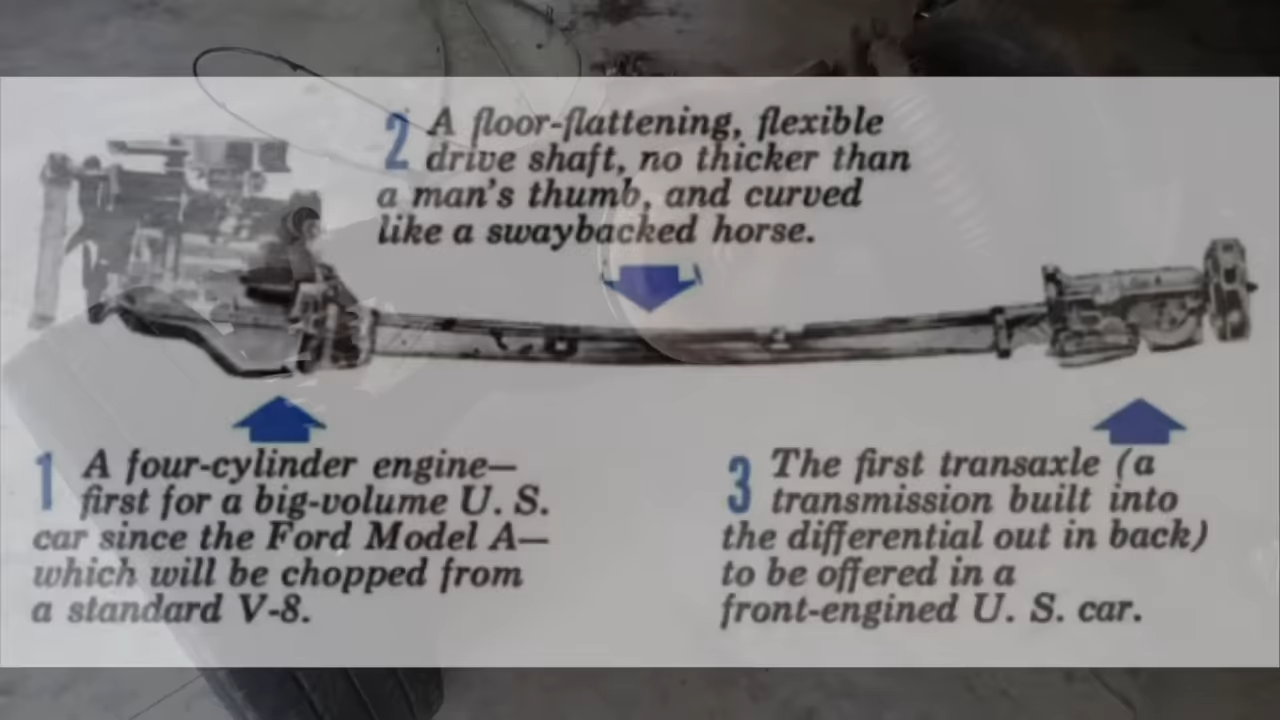 2 A floor-flattening, flexible
drive shaft, no thicker than
a man's thumb, and curved
like a swaybacked horse.
1 A four-cylinder engine—
first for a big-volume U. S.
car since the Ford Model A—
which will be chopped from
a standard V-8.
3 The first transaxle (a
transmission built into
the differential out in back)
to be offered in a
front-engined U. S. car.